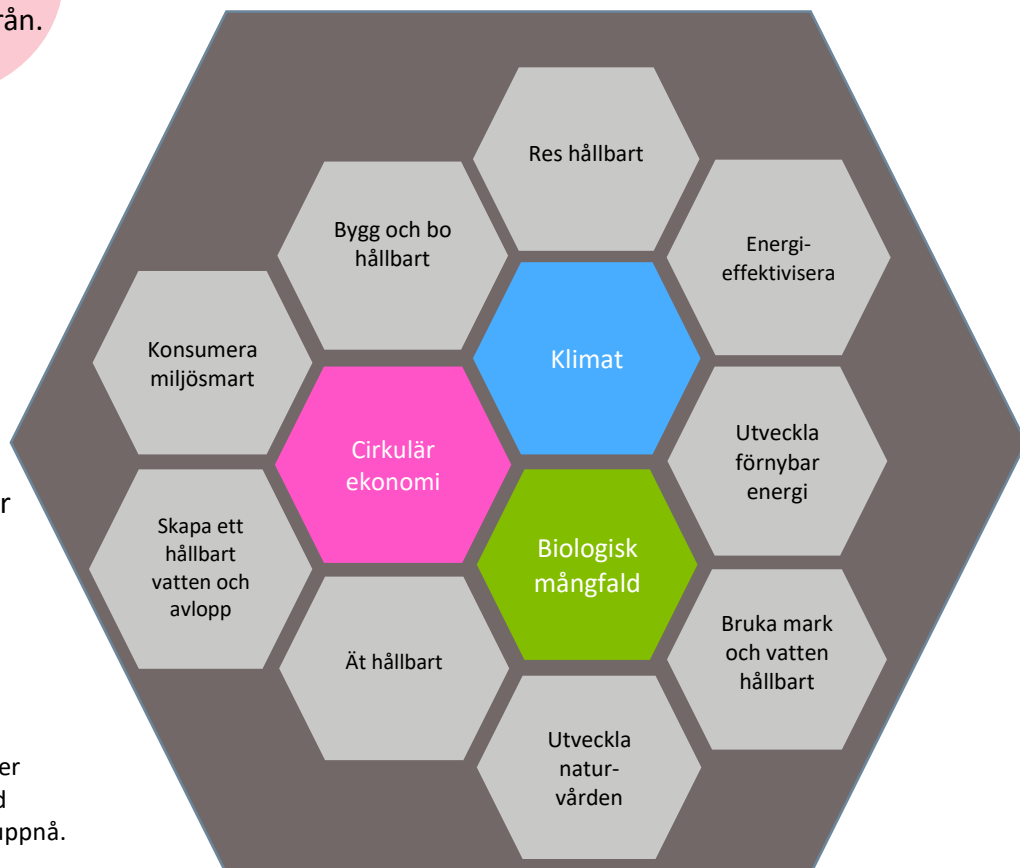 rån.
Res hållbart
Bygg och bo
hållbart
Energi-
effektivisera
Konsumera
miljösmart
Klimat
Cirkulär
ekonomi
Utveckla
förnybar
energi
r
Skapa ett
hållbart
vatten och
avlopp
Biologisk
mångfald
Ät hållbart
Bruka mark
och vatten
hållbart
Utveckla
natur-
vården
er
d
uppnå.